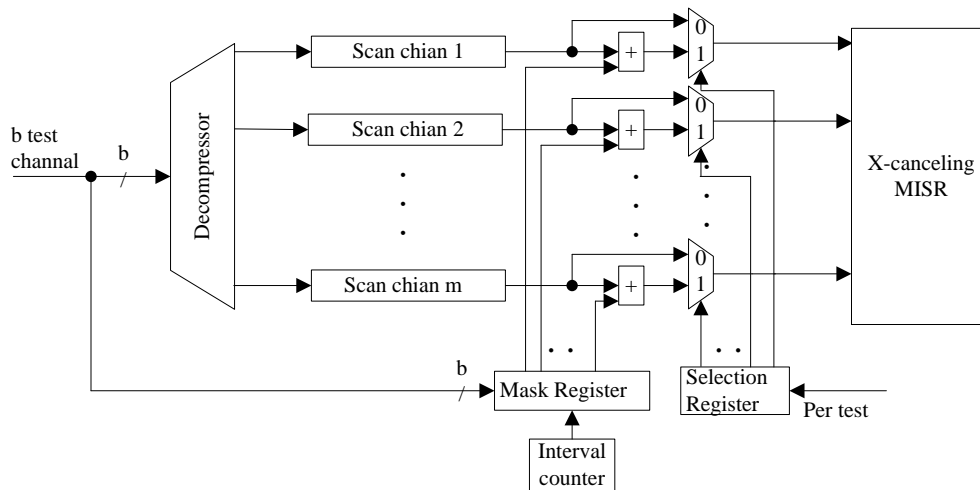 b test
channel
b
Decompressor
Scan chian 1
+
0
1
Scan chian 2
+
0
1
Scan chian m
+
0
1
X-canceling
MISR
b
Mask Register
Interval
counter
Selection
Register
Per test